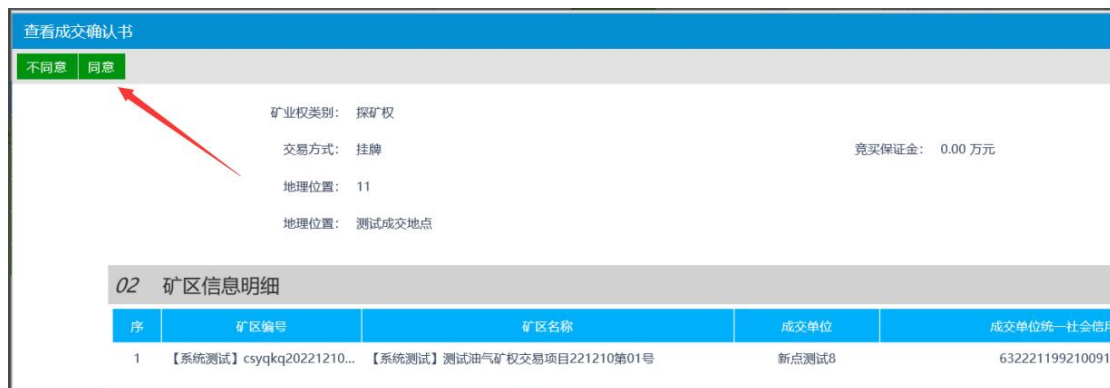 查看成交确认书
不同意 同意
矿业权类别： 探矿权
交易方式： 挂牌 竞买保证金： 0.00 万元
地理位置： 11
地理位置： 测试成交地点
02 矿区信息明细
序 矿区编号 矿区名称 成交单位 成交单位统一社会信用
1 【系统测试】csyqkq20221210... 【系统测试】测试油气矿权交易项目221210第01号 新点测试8 632221199210091